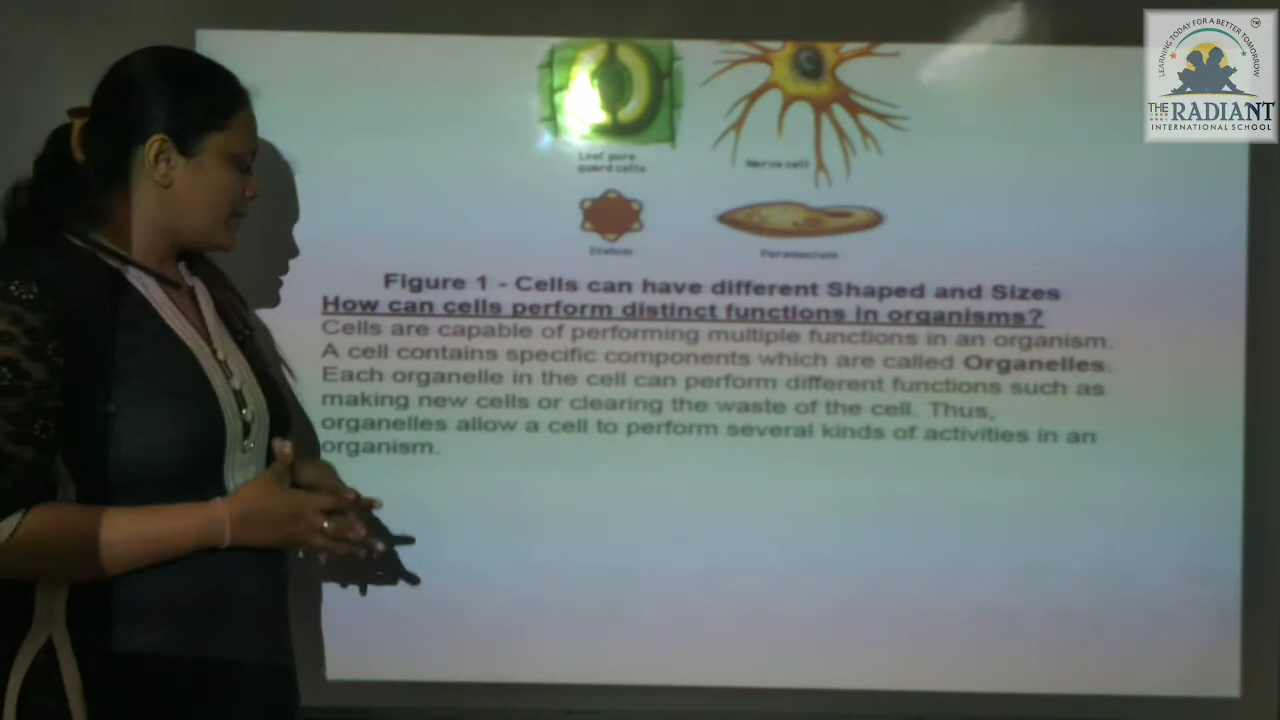 LEARNING TODAY FOR A BETTER TOMORROW
TM
THE RADIANT
INTERNATIONAL SCHOOL
Leaf pore
guard cells
Nerve cell
Diatom
Paramecium
Figure 1 - Cells can have different Shaped and Sizes
How can cells perform distinct functions in organisms?
Cells are capable of performing multiple functions in an organism.
A cell contains specific components which are called Organelles.
Each organelle in the cell can perform different functions such as
making new cells or clearing the waste of the cell. Thus,
organelles allow a cell to perform several kinds of activities in an
organism.